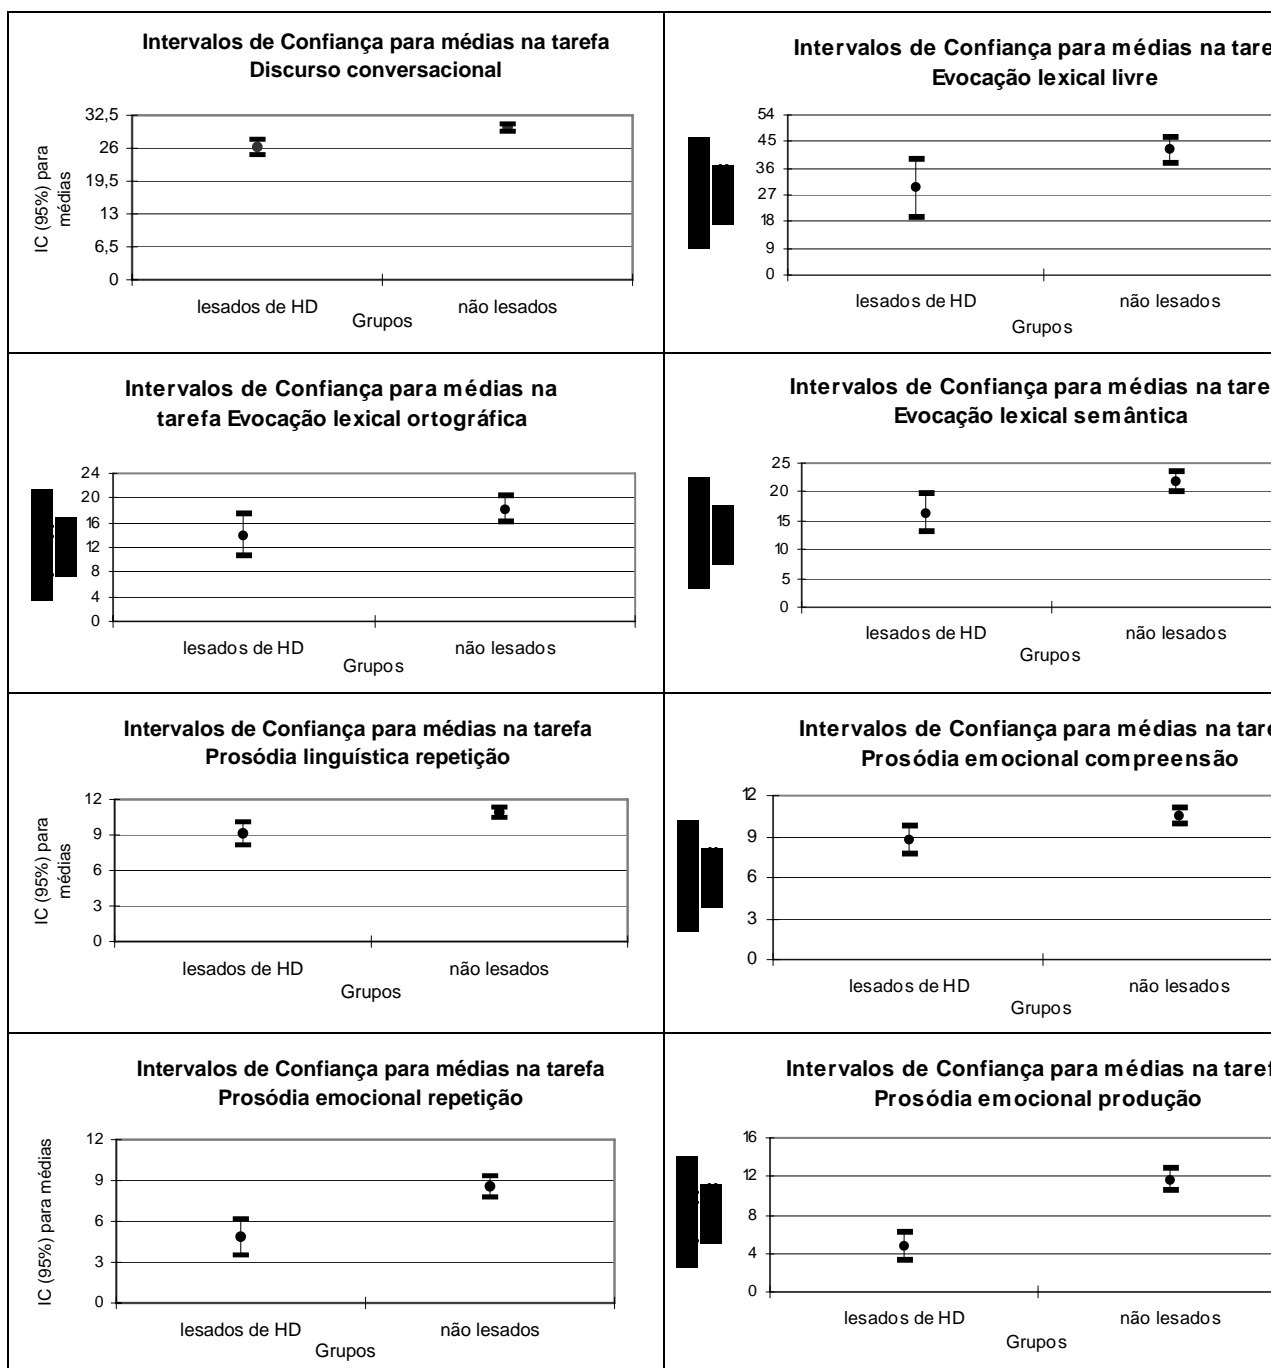 Intervalos de Confiança para médias na tarefa
Discurso conversacional
32,5
26
19,5
13
6,5
0
IC (95%) para
médias
lesados de HD
não lesados
Grupos
Intervalos de Confiança para médias na tare
Evocação lexical livre
54
45
36
27
18
9
0
lesados de HD
não lesados
Grupos
Intervalos de Confiança para médias na
tarefa Evocação lexical ortográfica
24
20
16
12
8
4
0
lesados de HD
não lesados
Grupos
Intervalos de Confiança para médias na tare
Evocação lexical semântica
25
20
15
10
5
0
lesados de HD
não lesados
Grupos
Intervalos de Confiança para médias na tarefa
Prosódia linguística repetição
12
9
6
3
0
IC (95%) para
médias
lesados de HD
não lesados
Grupos
Intervalos de Confiança para médias na tare
Prosódia emocional compreensão
12
9
6
3
0
lesados de HD
não lesados
Grupos
Intervalos de Confiança para médias na tarefa
Prosódia emocional repetição
12
9
6
3
0
IC (95%) para médias
lesados de HD
não lesados
Grupos
Intervalos de Confiança para médias na taref
Prosódia emocional produção
16
12
8
4
0
lesados de HD
não lesados
Grupos